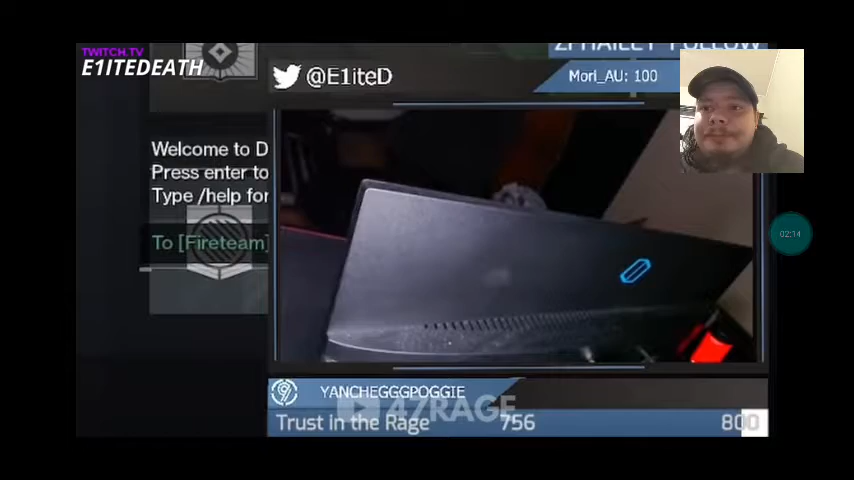 TWITCH.TV
E1ITEDEATH
@E1iteD
Mori_AU: 100
Welcome to D
Press enter to
Type /help for
To [Fireteam]
02:14
YANCHEGGGPOGGIE
47RAGE
Trust in the Rage 756 800